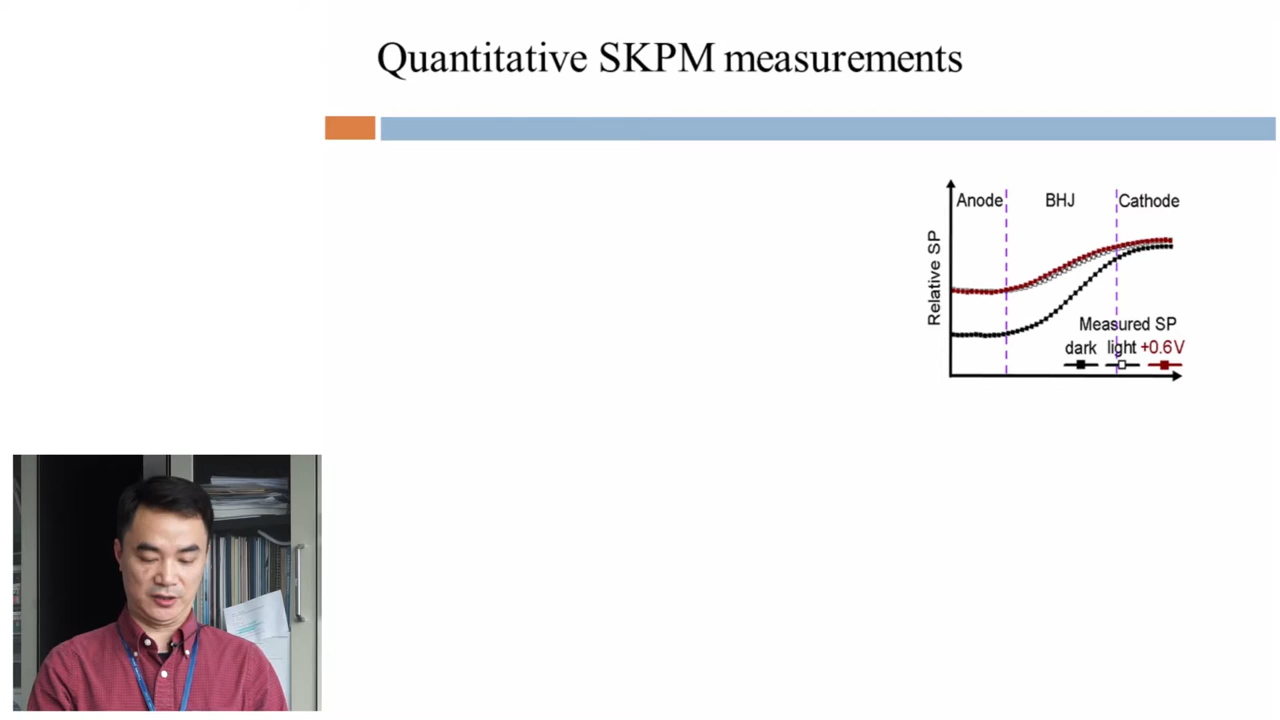 Quantitative SKPM measurements
Anode BHJ Cathode
Relative SP
Measured SP
dark light +0.6V